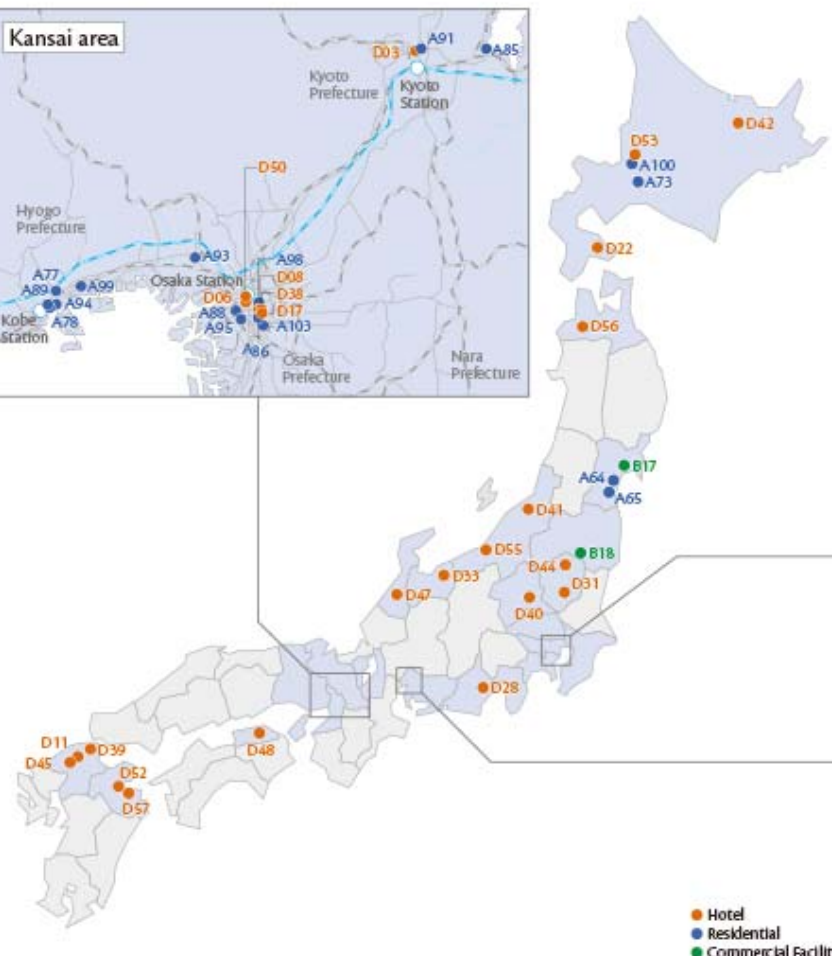 Kansai area
D03
A91
A85
Kyoto
Prefecture
Kyoto
Station
D50
Hyogo
Prefecture
A93
A98
A77
Osaka Station
D08
A89
A99
D06
D38
A94
A88
D17
Kobe
Station
A78
A95
A103
A86
Osaka
Prefecture
Nara
Prefecture
D42
D53
A100
A73
D22
D56
B17
A64
A65
D41
D55
B18
D44
D33
D31
D47
D40
D28
D48
D11
D39
D45
D52
D57
Hotel
Residential
Commercial Facilit